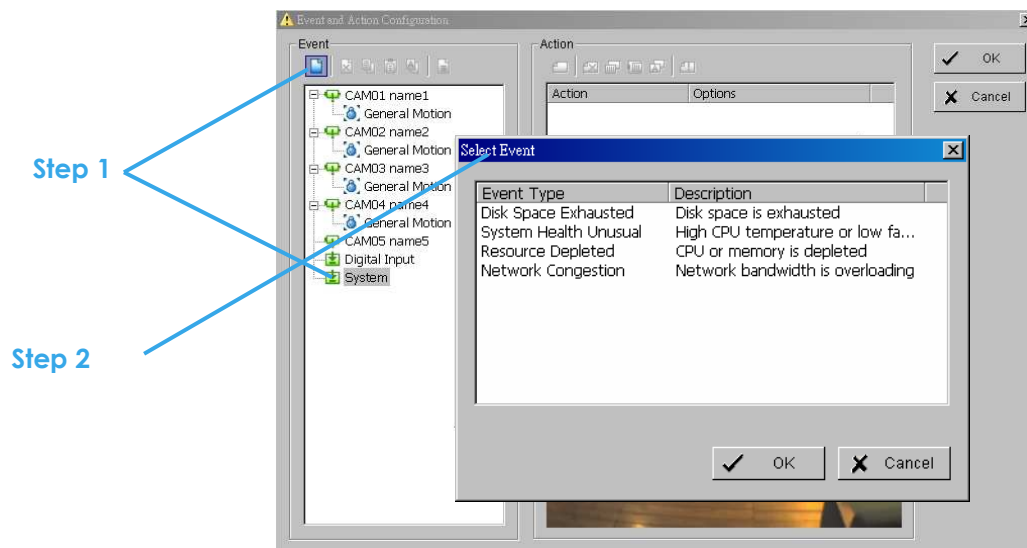 Event and Action Configuration
Event
Action
OK
Cancel
Action Options
CAM01 name1
General Motion
CAM02 name2
General Motion
CAM03 name3
General Motion
CAM04 name4
General Motion
CAM05 name5
Digital Input
System
Step 1
Step 2
Select Event
Event Type Description
Disk Space Exhausted Disk space is exhausted
System Health Unusual High CPU temperature or low fa...
Resource Depleted CPU or memory is depleted
Network Congestion Network bandwidth is overloading
OK Cancel